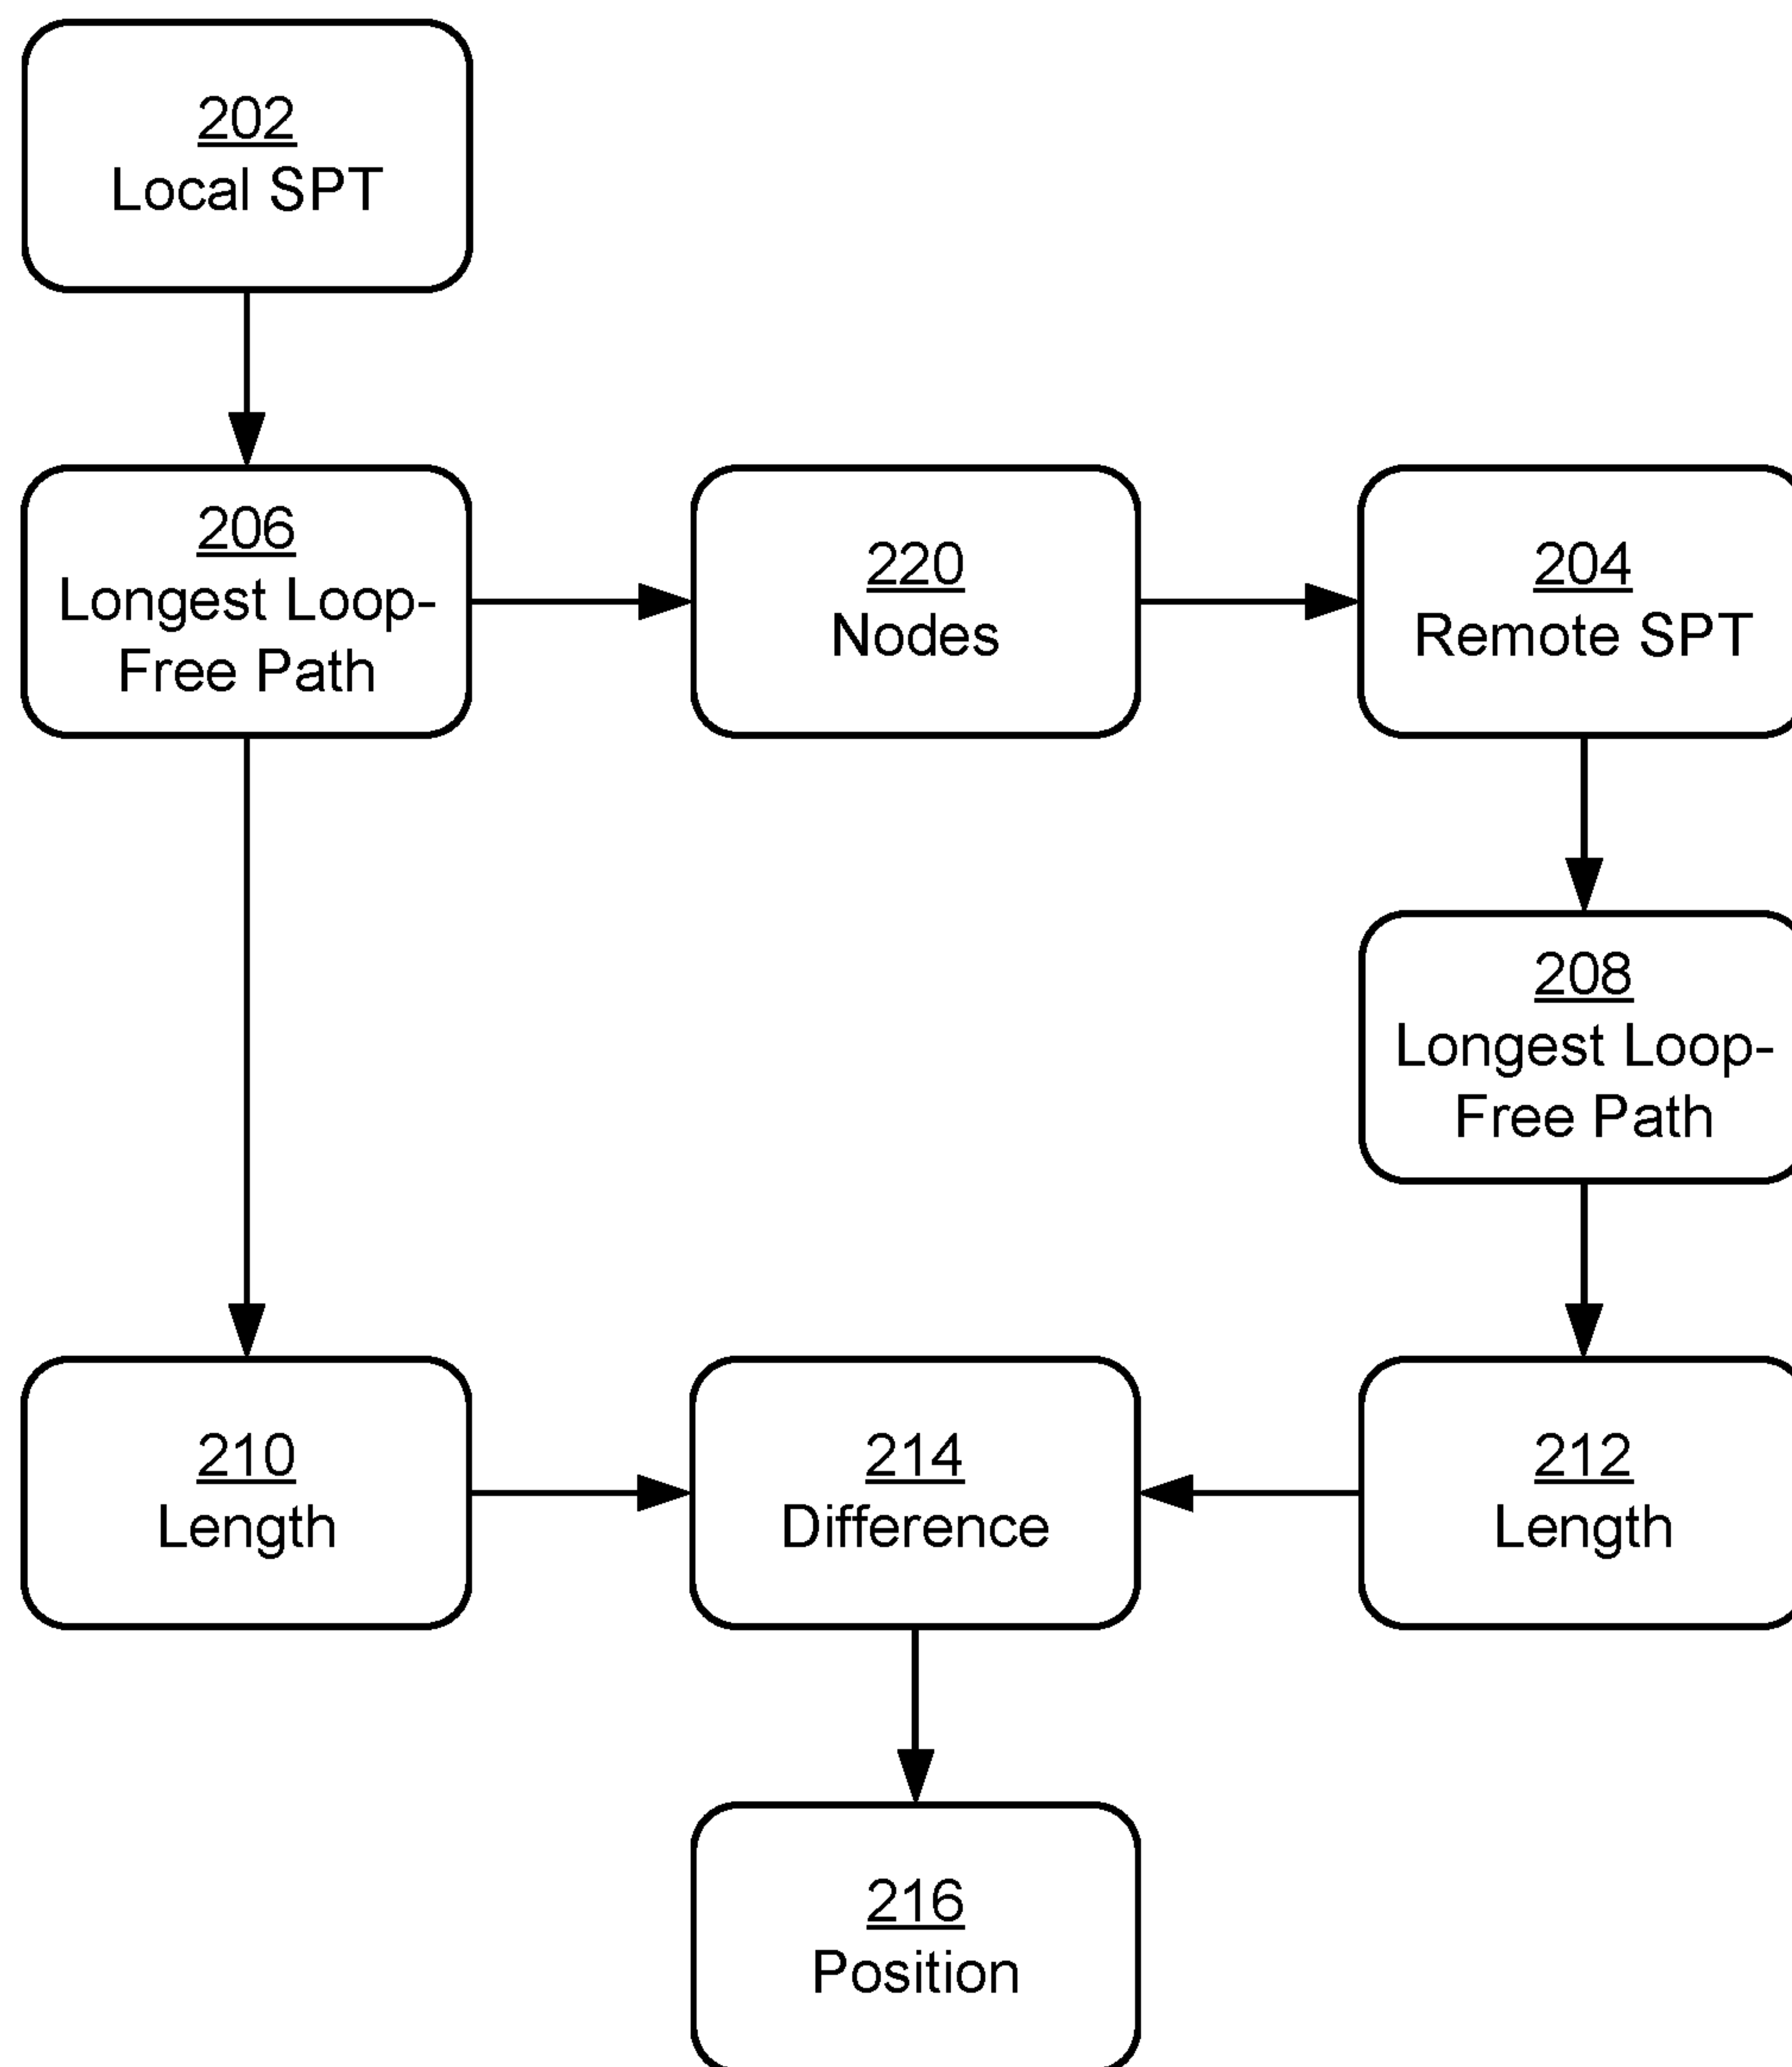 202
Local SPT
206
Longest Loop-
Free Path
220
Nodes
204
Remote SPT
208
Longest Loop-
Free Path
210
Length
214
Difference
212
Length
216
Position